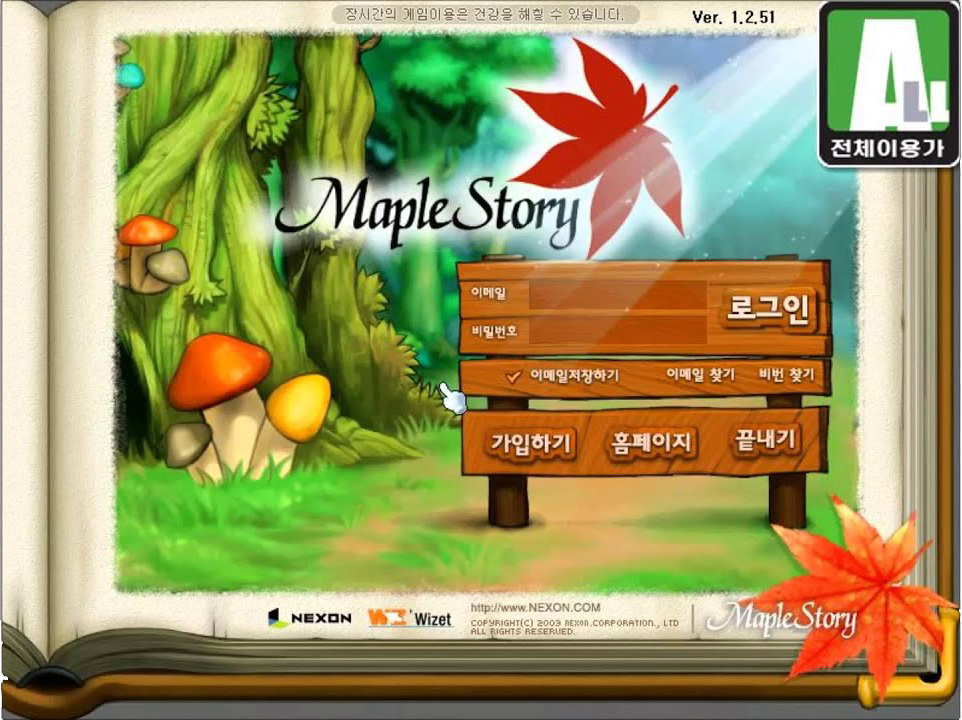 장시간의 게임이용은 건강을 해칠 수 있습니다.
Ver. 1.2.51
ALL
전체이용가
MapleStory
이메일
로그인
비밀번호
이메일저장하기 이메일 찾기 비번 찾기
가입하기 홈페이지 끝내기
NEXON Wizet
http://www.NEXON.COM
COPYRIGHT(C) 2003 NEXON.CORPORATION., LTD
ALL RIGHTS RESERVED.
MapleStory